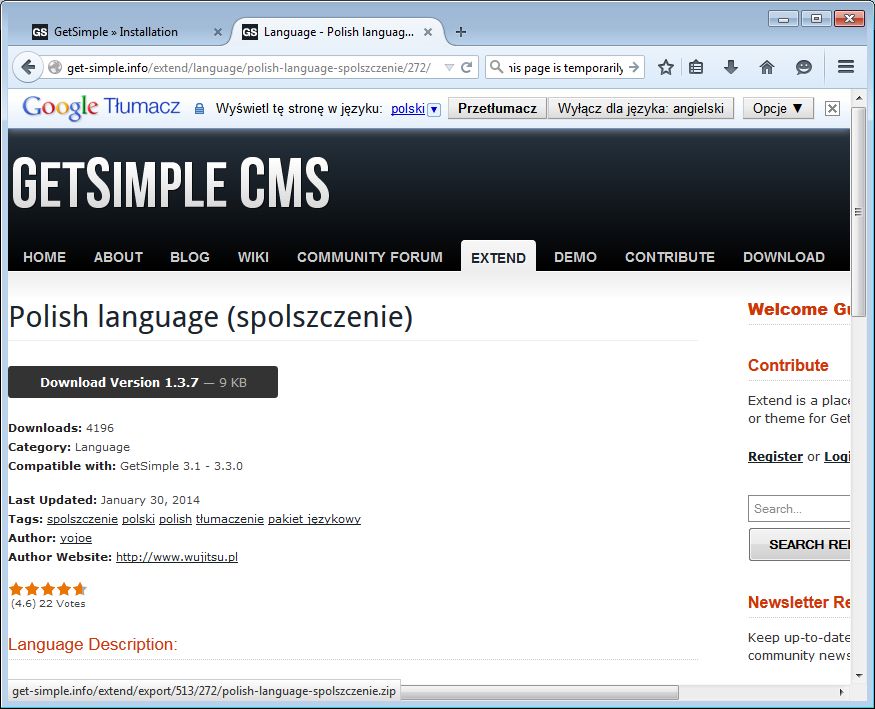 GS GetSimple » Installation
GS Language - Polish languag...
get-simple.info/extend/language/polish-language-spolszczenie/272/
his page is temporarily
Google Tłumacz
Wyświetl tę stronę w języku: polski
Przetłumacz
Wyłącz dla języka: angielski
Opcje ▼
GETSIMPLE CMS
HOME ABOUT BLOG WIKI COMMUNITY FORUM EXTEND DEMO CONTRIBUTE DOWNLOAD
Polish language (spolszczenie)
Download Version 1.3.7 — 9 KB
Downloads: 4196
Category: Language
Compatible with: GetSimple 3.1 - 3.3.0
Last Updated: January 30, 2014
Tags: spolszczenie polski polish tłumaczenie pakiet językowy
Author: yojoe
Author Website: http://www.wujitsu.pl
(4.6) 22 Votes
Language Description:
Welcome Gu
Contribute
Extend is a place
or theme for Get
Register or Logi
Search...
SEARCH RE
Newsletter Re
Keep up-to-date
community news
get-simple.info/extend/export/513/272/polish-language-spolszczenie.zip